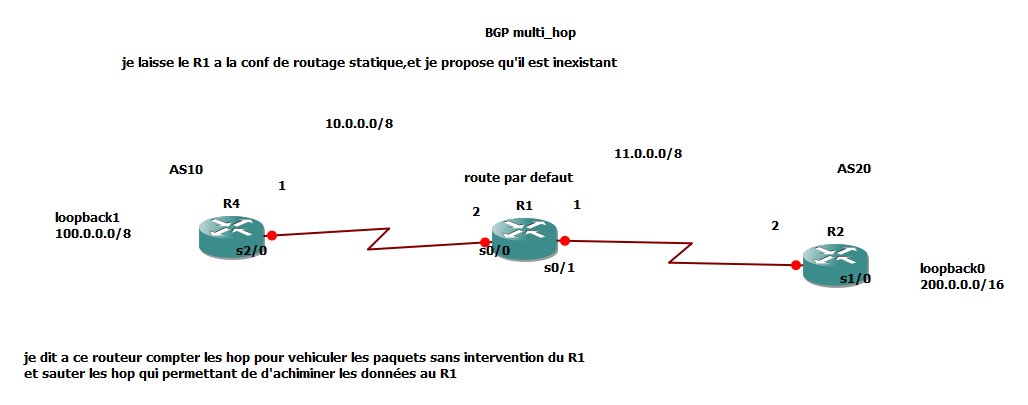 BGP multi_hop
je laisse le R1 a la conf de routage statique,et je propose qu'il est inexistant
10.0.0.0/8
11.0.0.0/8
AS10
AS20
route par defaut
1
R4
2
R1
1
2
R2
loopback1
100.0.0.0/8
s2/0
s0/0
s0/1
s1/0
loopback0
200.0.0.0/16
je dit a ce routeur compter les hop pour vehiculer les paquets sans intervention du R1
et sauter les hop qui permettant de d'achiminer les données au R1